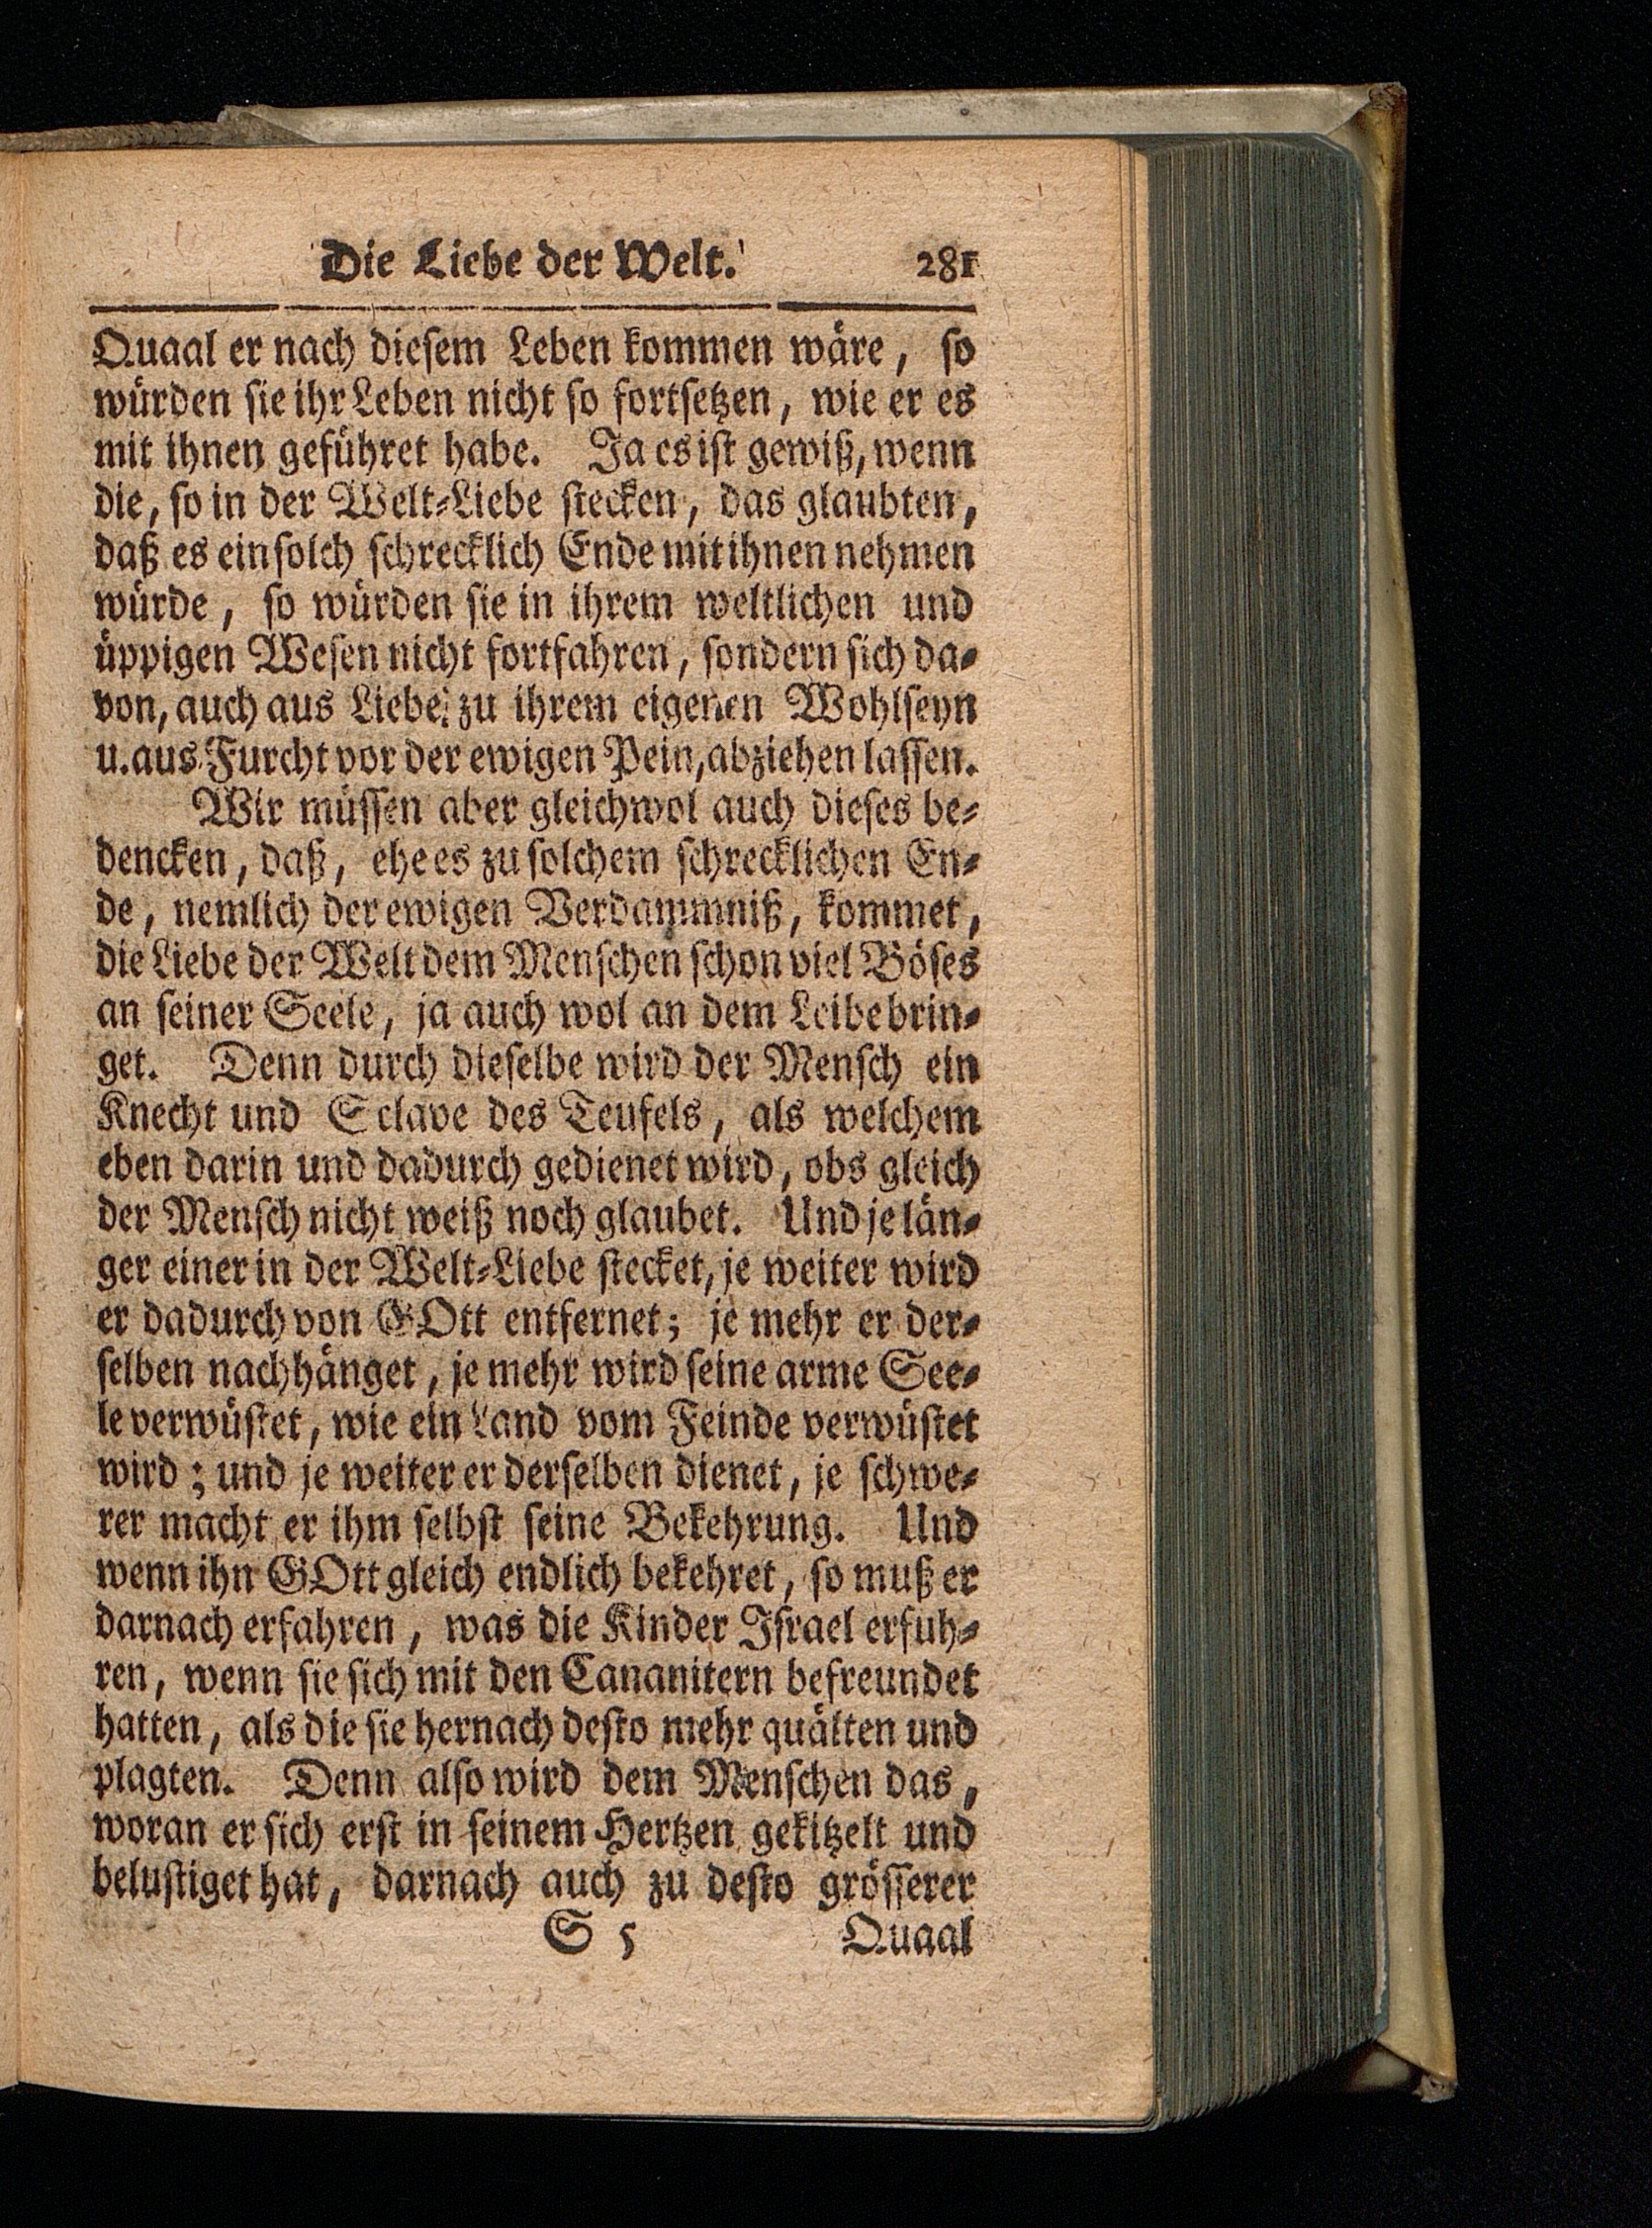 Die Liebe der Welt. 281
Quaal er nach dieſem Leben kommen wäre, ſo
würden ſie ihr Leben nicht ſo fortſetzen, wie er es
mit ihnen geführet habe. Ja es iſt gewiß, wenn
die, ſo in der Welt-Liebe ſtecken, das glaubten,
daß es ein ſolch ſchrecklich Ende mit ihnen nehmen
würde, ſo würden ſie in ihrem weltlichen und
üppigen Weſen nicht fortfahren, ſondern ſich da-
von, auch aus Liebe zu ihrem eigenen Wohlſeyn
u. aus Furcht vor der ewigen Pein, abziehen laſſen.
Wir müſſen aber gleichwol auch dieſes be-
dencken, daß, ehe es zu ſolchem ſchrecklichen En-
de, nemlich der ewigen Verdammniß, kommet,
die Liebe der Welt dem Menſchen ſchon viel Böſes
an ſeiner Seele, ja auch wol an dem Leibe brin-
get. Denn durch dieſelbe wird der Menſch ein
Knecht und Sclave des Teufels, als welchem
eben darin und dadurch gedienet wird, obs gleich
der Menſch nicht weiß noch glaubet. Und je län-
ger einer in der Welt-Liebe ſtecket, je weiter wird
er dadurch von GOtt entfernet; je mehr er der-
ſelben nachhänget, je mehr wird ſeine arme See-
le verwüſtet, wie ein Land vom Feinde verwüſtet
wird; und je weiter er derſelben dienet, je ſchwe-
rer macht er ihm ſelbſt ſeine Bekehrung. Und
wenn ihn GOtt gleich endlich bekehret, ſo muß er
darnach erfahren, was die Kinder Iſrael erfuh-
ren, wenn ſie ſich mit den Cananitern befreundet
hatten, als die ſie hernach deſto mehr quälten und
plagten. Denn alſo wird dem Menſchen das,
woran er ſich erſt in ſeinem Hertzen gekitzelt und
beluſtiget hat, darnach auch zu deſto gröſſerer
S 5 Quaal